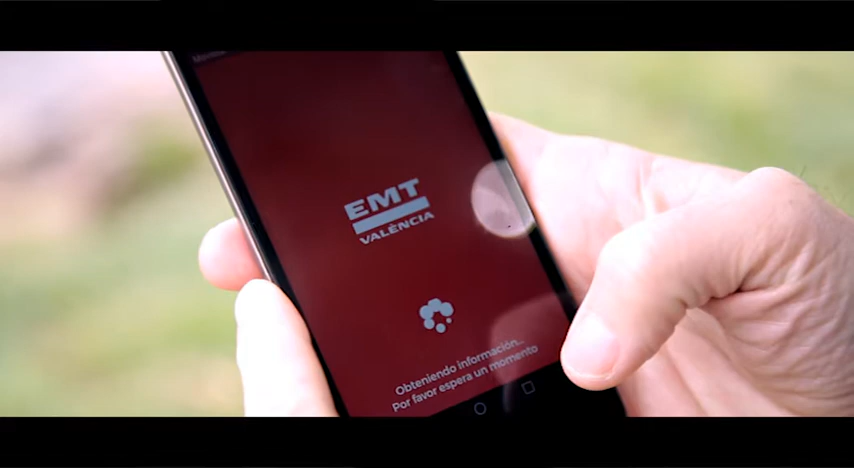 EMT
VALÈNCIA
Obteniendo información...
Por favor espera un momento